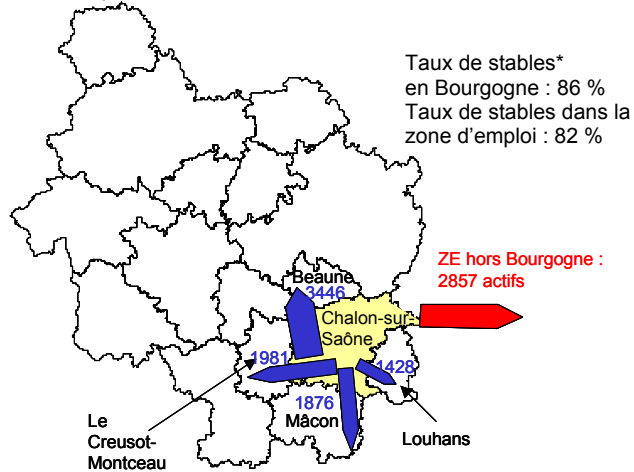 Taux de stables*
en Bourgogne : 86 %
Taux de stables dans la
zone d'emploi : 82 %
ZE hors Bourgogne :
2857 actifs
Beaune
3446
Chalon-sur-
Saône
1981
1428
1876
Mâcon
Le
Creusot-
Montceau
Louhans